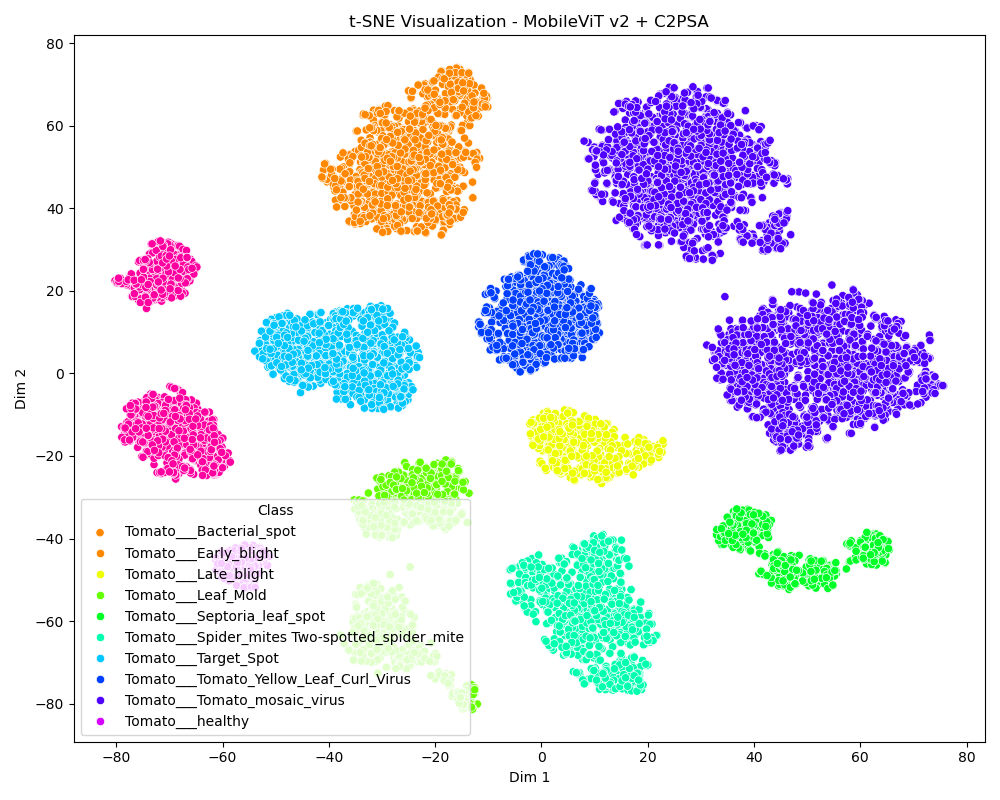 t-SNE Visualization - MobileViT v2 + C2PSA
80
60
40
20
0
−20
−40
−60
−80
Dim 2
Class
Tomato___Bacterial_spot
Tomato___Early_blight
Tomato___Late_blight
Tomato___Leaf_Mold
Tomato___Septoria_leaf_spot
Tomato___Spider_mites Two-spotted_spider_mite
Tomato___Target_Spot
Tomato___Tomato_Yellow_Leaf_Curl_Virus
Tomato___Tomato_mosaic_virus
Tomato___healthy
−80 −60 −40 −20 0 20 40 60 80
Dim 1